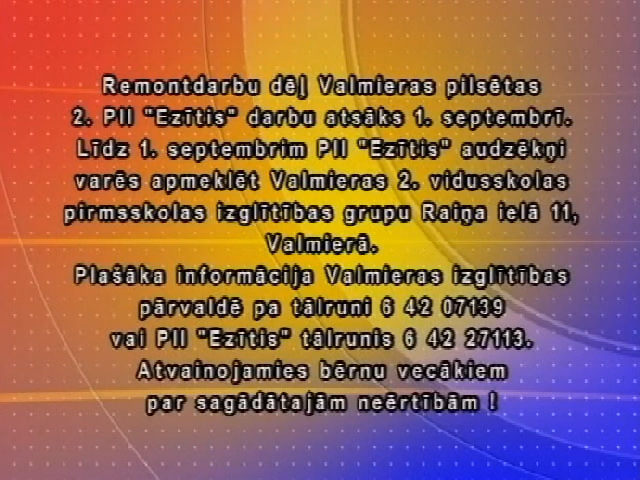 Remontdarbu dēļ Valmieras pilsētas
2. PII "Ezītis" darbu atsāks 1. septembrī.
Līdz 1. septembrim PII "Ezītis" audzēkņi
varēs apmeklēt Valmieras 2. vidusskolas
pirmsskolas izglītības grupu Raiņa ielā 11,
Valmierā.
Plašāka informācija Valmieras izglītības
pārvaldē pa tālruni 6 42 07139
vai PII "Ezītis" tālrunis 6 42 27113.
Atvainojamies bērnu vecākiem
par sagādātajām neērtībām !